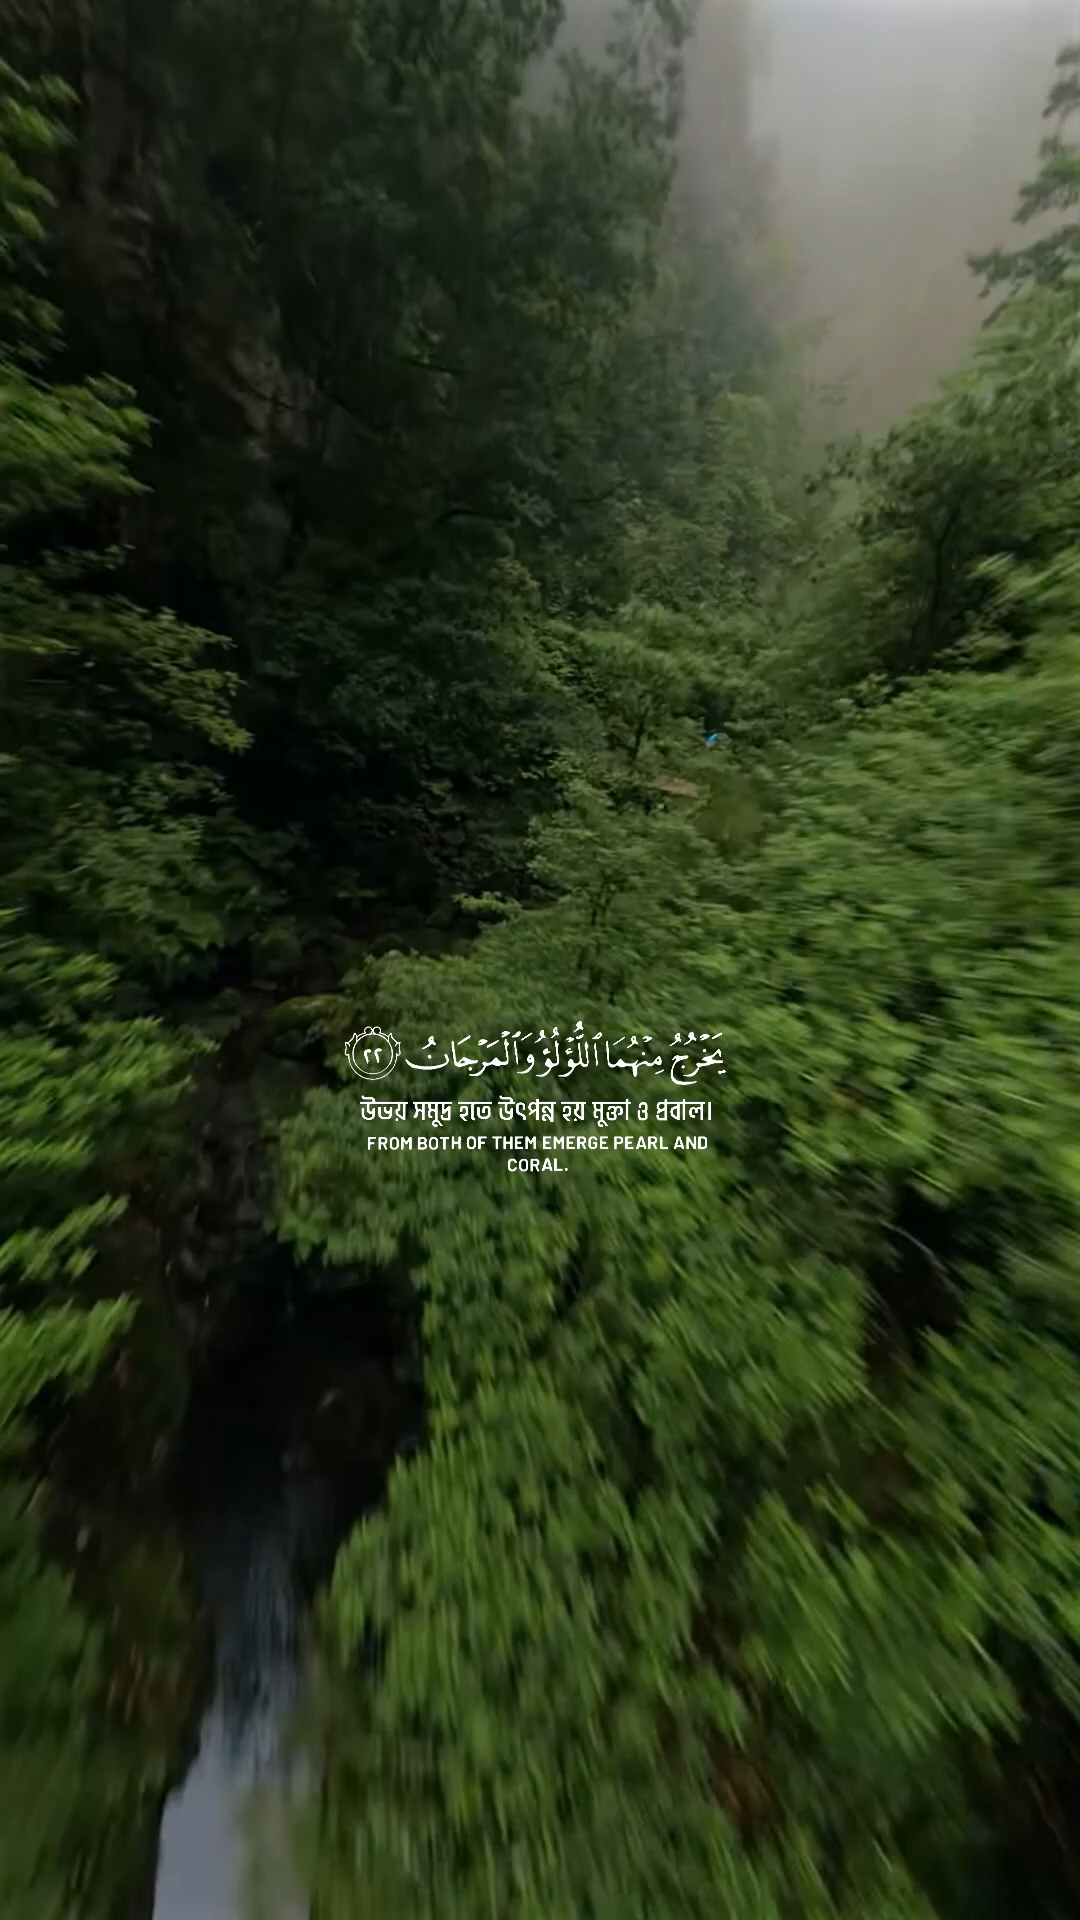 يَخْرُجُ مِنْهُمَا ٱللُّؤْلُؤُ وَٱلْمَرْجَانُ ٢٢
উভয় সমুদ্র হতে উৎপন্ন হয় মুক্তা ও প্রবাল।
FROM BOTH OF THEM EMERGE PEARL AND
CORAL.